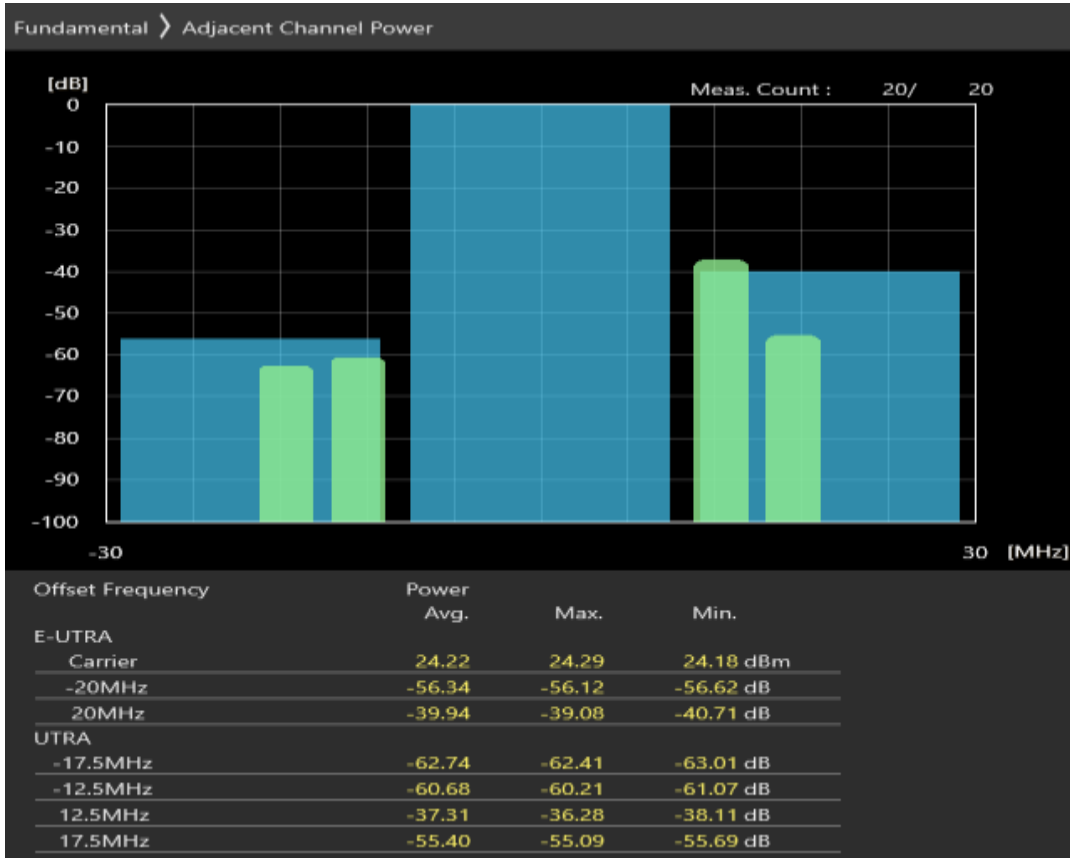 Fundamental 〉 Adjacent Channel Power
[dB]
Meas. Count : 20/ 20
0
-10
-20
-30
-40
-50
-60
-70
-80
-90
-100
-30 30 [MHz]
Offset Frequency Power
Avg. Max. Min.
E-UTRA
Carrier 24.22 24.29 24.18 dBm
-20MHz -56.34 -56.12 -56.62 dB
20MHz -39.94 -39.08 -40.71 dB
UTRA
-17.5MHz -62.74 -62.41 -63.01 dB
-12.5MHz -60.68 -60.21 -61.07 dB
12.5MHz -37.31 -36.28 -38.11 dB
17.5MHz -55.40 -55.09 -55.69 dB